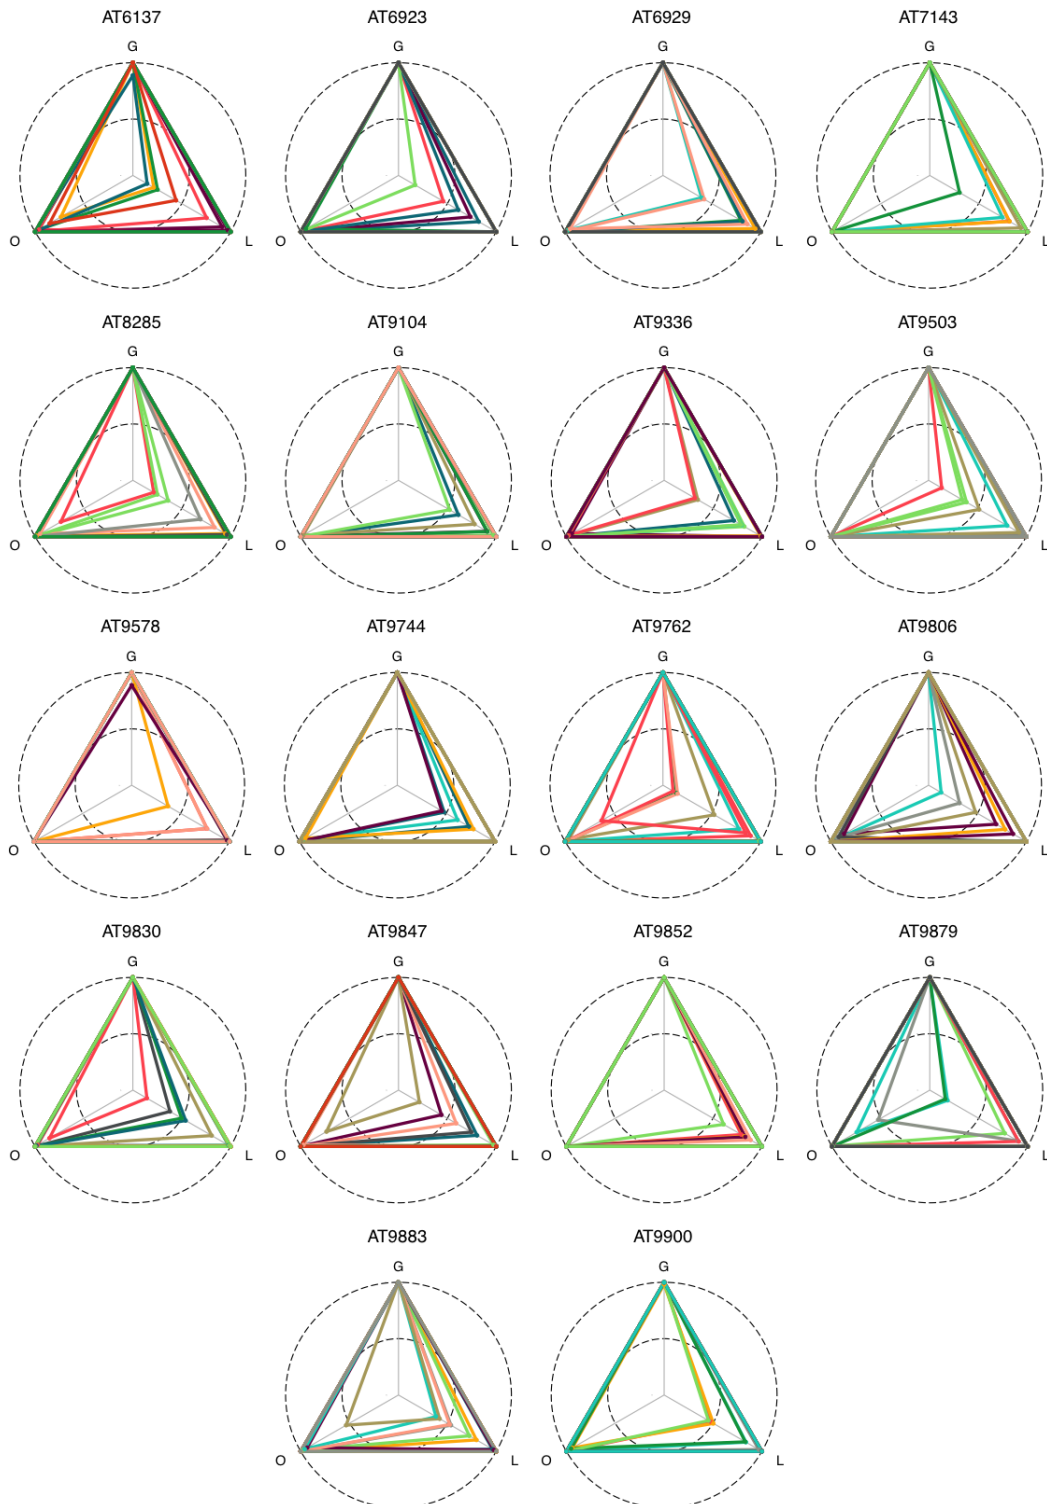 AT6137 AT6923 AT6929 AT7143
G G G G
O L O L O L O L
AT8285 AT9104 AT9336 AT9503
G G G G
O L O L O L O L
AT9578 AT9744 AT9762 AT9806
G G G G
O L O L O L O L
AT9830 AT9847 AT9852 AT9879
G G G G
O L O L O L O L
AT9883 AT9900
G G
O L O L